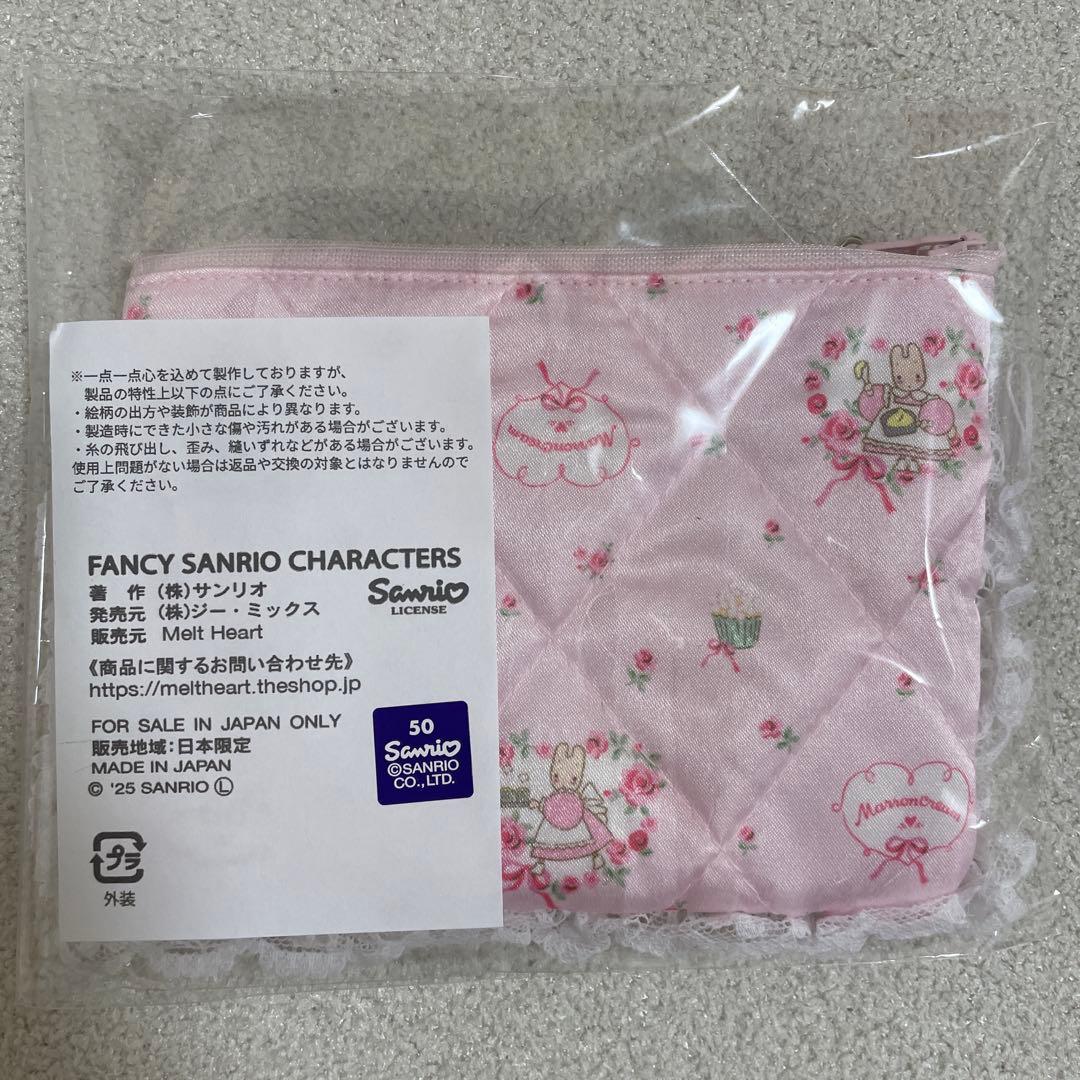 ※一点一点心を込めて製作しておりますが、
製品の特性上以下の点にご了承ください。
・絵柄の出方や装飾が商品により異なります。
・製造時にできた小さな傷や汚れがある場合がございます。
・糸の飛び出し、歪み、縫いずれなどがある場合がございます。
使用上問題がない場合は返品や交換の対象とはなりませんので
ご了承ください。
FANCY SANRIO CHARACTERS
著 作 (株)サンリオ
発売元 (株)ジー・ミックス
販売元 Melt Heart
Sanrio
LICENSE
《商品に関するお問い合わせ先》
https://meltheart.theshop.jp
FOR SALE IN JAPAN ONLY
販売地域:日本限定
MADE IN JAPAN
© '25 SANRIO Ⓛ
50
Sanrio
©SANRIO
CO.,LTD.
プラ
外装
Marroncream
Marroncream